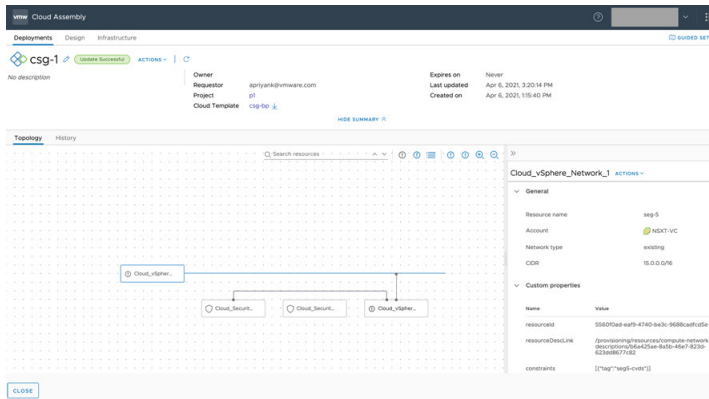 vmw Cloud Assembly
Deployments Design Infrastructure
GUIDED SET
csg-1 Update Successful ACTIONS
No description
Owner
Requestor apriyank@vmware.com
Project p1
Cloud Template csg-bp
Expires on Never
Last updated Apr 6, 2021, 3:20:14 PM
Created on Apr 6, 2021, 1:15:40 PM
HIDE SUMMARY
Topology History
Search resources
Cloud_vSpher...
Cloud_Securit...
Cloud_Securit...
Cloud_vSpher...
Cloud_vSphere_Network_1 ACTIONS
General
Resource name seg-5
Account NSXT-VC
Network type existing
CIDR 15.0.0.0/16
Custom properties
Name Value
resourceId 5560f0ad-eaf9-4740-be3c-9688cadfcd5e
resourceDescLink /provisioning/resources/compute-network-
descriptions/b6a425ae-8a5b-46e7-823d-
623dd8677c82
constraints [{"tag":"seg5-cvds"}]
CLOSE